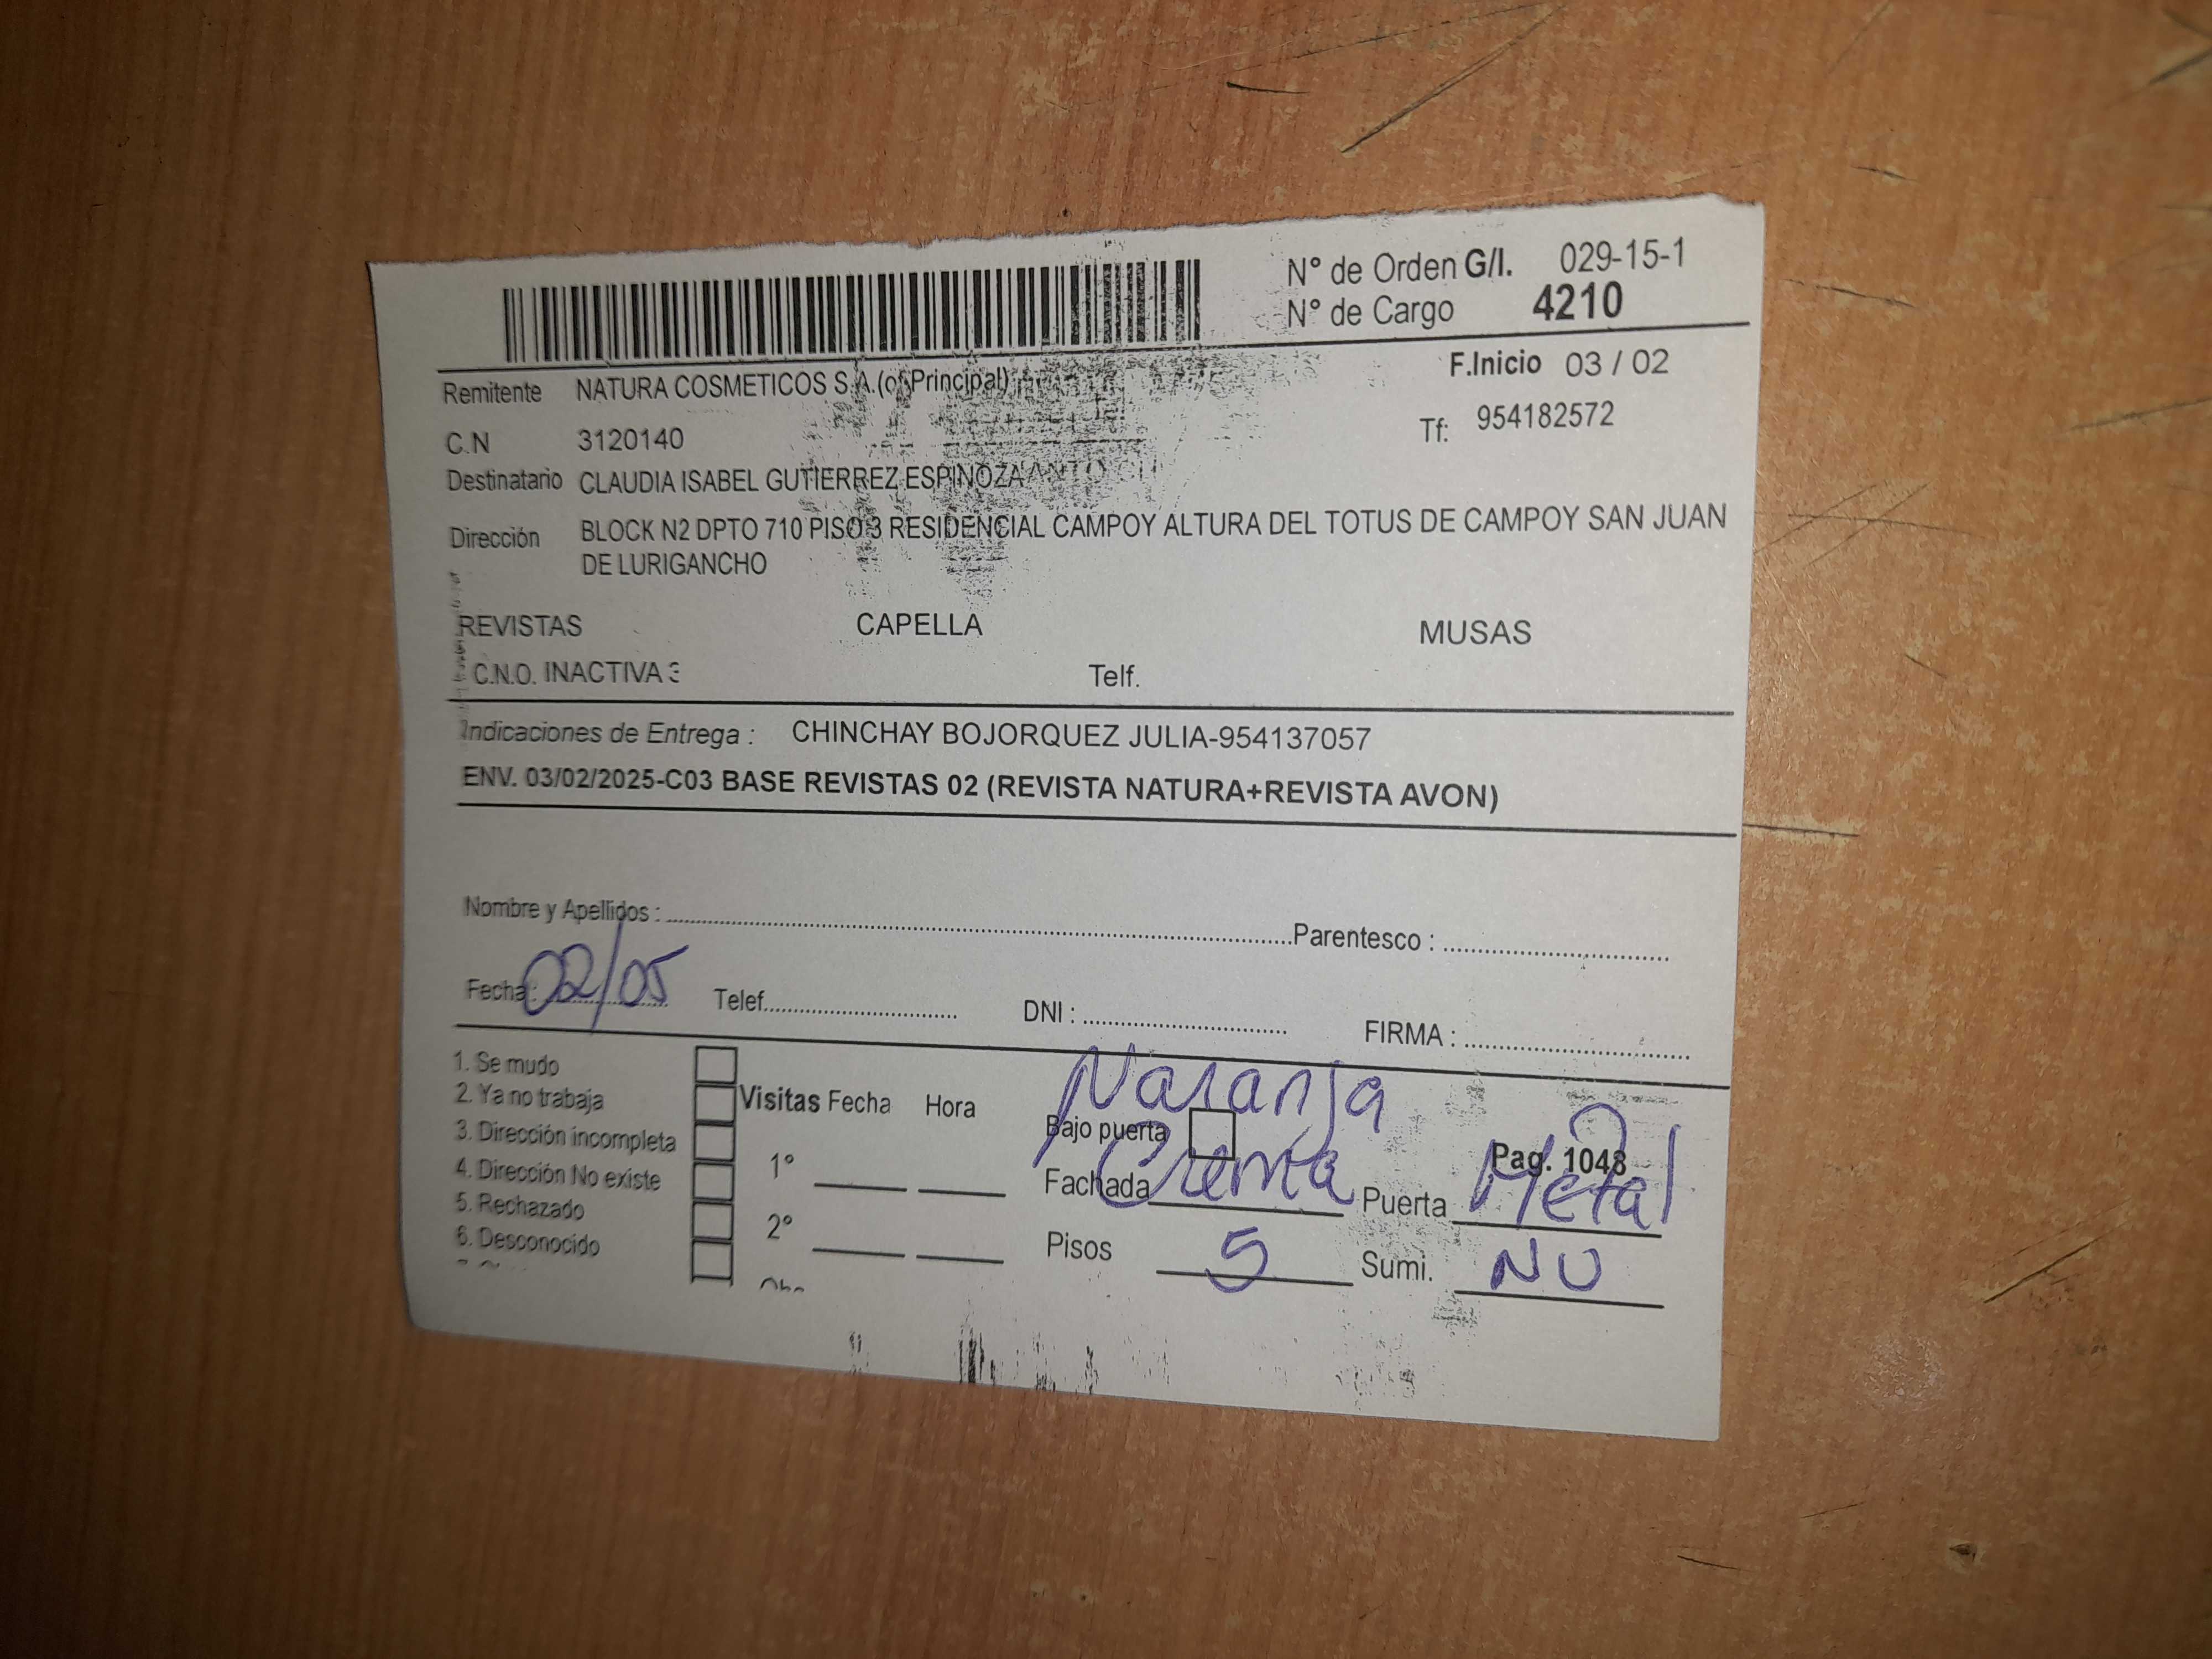 N° de Orden G/I. 029-15-1
N° de Cargo 4210
F.Inicio 03 / 02
Remitente NATURA COSMETICOS S.A.(of.Principal)
Tf: 954182572
C.N 3120140
Destinatario CLAUDIA ISABEL GUTIERREZ ESPINOZA
Dirección BLOCK N2 DPTO 710 PISO 3 RESIDENCIAL CAMPOY ALTURA DEL TOTUS DE CAMPOY SAN JUAN
DE LURIGANCHO
REVISTAS CAPELLA MUSAS
C.N.O. INACTIVA 3 Telf.
Indicaciones de Entrega : CHINCHAY BOJORQUEZ JULIA-954137057
ENV. 03/02/2025-C03 BASE REVISTAS 02 (REVISTA NATURA+REVISTA AVON)
Nombre y Apellidos : Parentesco :
Fecha: 02/05 Telef. DNI : FIRMA :
1. Se mudo
2. Ya no trabaja
3. Dirección incompleta
4. Dirección No existe
5. Rechazado
6. Desconocido
Visitas Fecha Hora
1°
2°
Naranja
Bajo puerta Pag. 1048
Fachada Crema Puerta Metal
Pisos 5 Sumi. NO